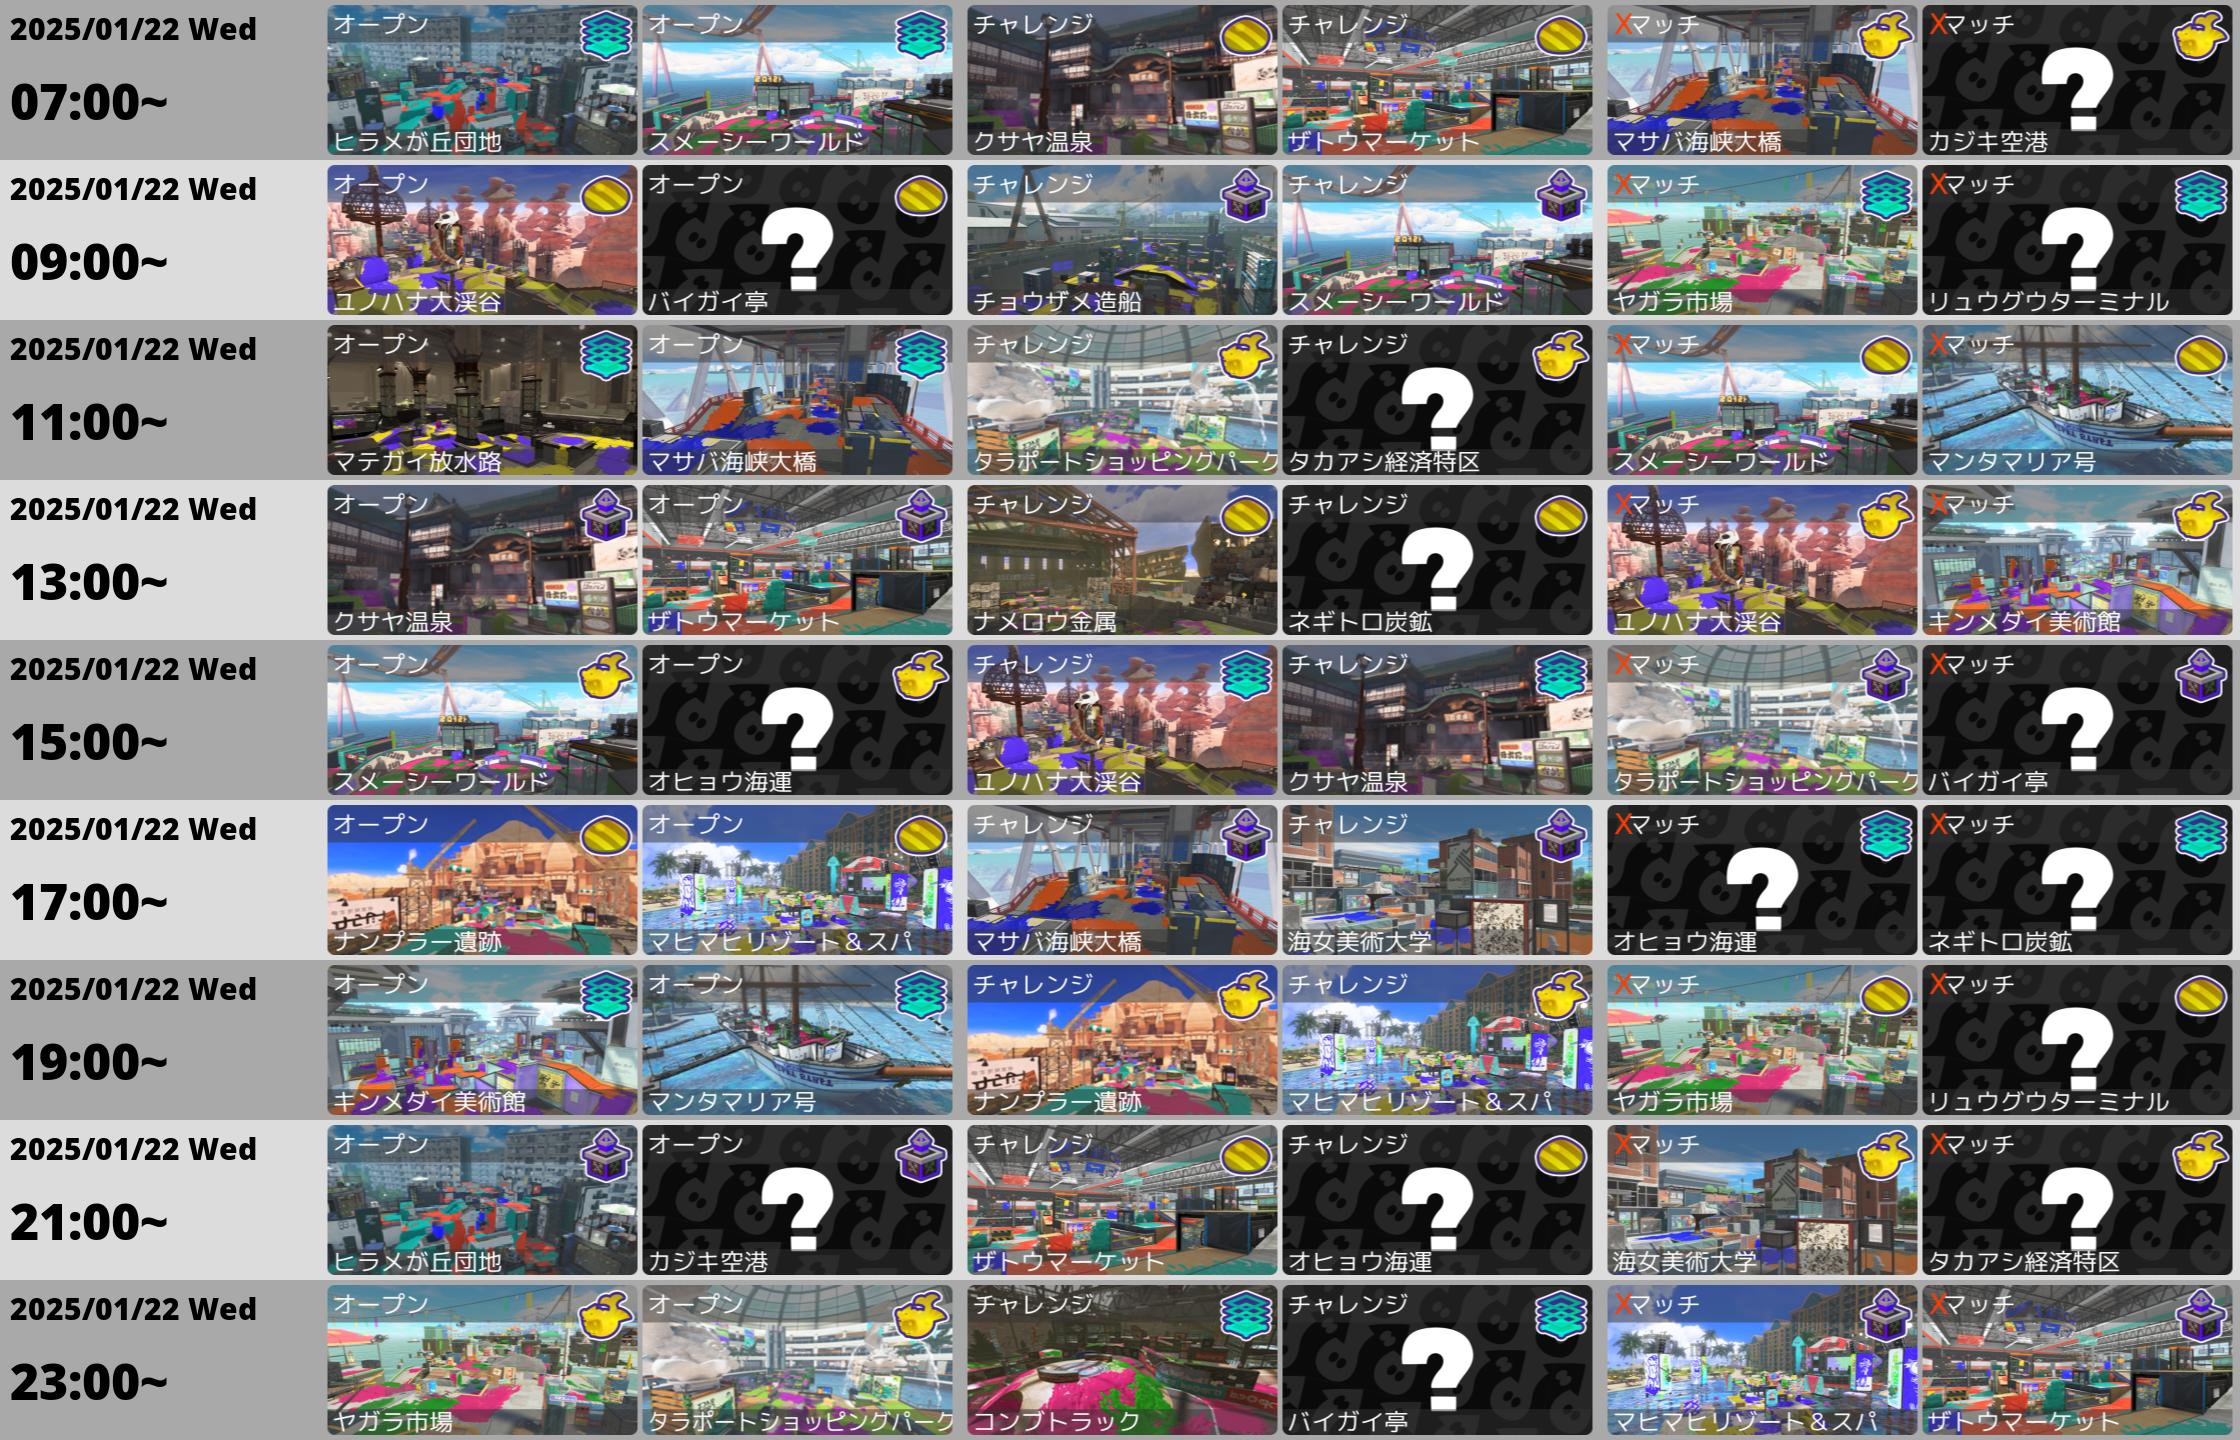 2025/01/22 Wed
07:00~
オープン
ヒラメが丘団地
オープン
スメーシーワールド
チャレンジ
クサヤ温泉
チャレンジ
ザトウマーケット
Xマッチ
マサバ海峡大橋
Xマッチ
カジキ空港
2025/01/22 Wed
09:00~
オープン
ユノハナ大渓谷
オープン
バイガイ亭
チャレンジ
チョウザメ造船
チャレンジ
スメーシーワールド
Xマッチ
ヤガラ市場
Xマッチ
リュウグウターミナル
2025/01/22 Wed
11:00~
オープン
マテガイ放水路
オープン
マサバ海峡大橋
チャレンジ
タラポートショッピングパーク
チャレンジ
タカアシ経済特区
Xマッチ
スメーシーワールド
Xマッチ
マンタマリア号
2025/01/22 Wed
13:00~
オープン
クサヤ温泉
オープン
ザトウマーケット
チャレンジ
ナメロウ金属
チャレンジ
ネギトロ炭鉱
Xマッチ
ユノハナ大渓谷
Xマッチ
キンメダイ美術館
2025/01/22 Wed
15:00~
オープン
スメーシーワールド
オープン
オヒョウ海運
チャレンジ
ユノハナ大渓谷
チャレンジ
クサヤ温泉
Xマッチ
タラポートショッピングパーク
Xマッチ
バイガイ亭
2025/01/22 Wed
17:00~
オープン
ナンプラー遺跡
オープン
マヒマヒリゾート＆スパ
チャレンジ
マサバ海峡大橋
チャレンジ
海女美術大学
Xマッチ
オヒョウ海運
Xマッチ
ネギトロ炭鉱
2025/01/22 Wed
19:00~
オープン
キンメダイ美術館
オープン
マンタマリア号
チャレンジ
ナンプラー遺跡
チャレンジ
マヒマヒリゾート＆スパ
Xマッチ
ヤガラ市場
Xマッチ
リュウグウターミナル
2025/01/22 Wed
21:00~
オープン
ヒラメが丘団地
オープン
カジキ空港
チャレンジ
ザトウマーケット
チャレンジ
オヒョウ海運
Xマッチ
海女美術大学
Xマッチ
タカアシ経済特区
2025/01/22 Wed
23:00~
オープン
ヤガラ市場
オープン
タラポートショッピングパーク
チャレンジ
コンブトラック
チャレンジ
バイガイ亭
Xマッチ
マヒマヒリゾート＆スパ
Xマッチ
ザトウマーケット